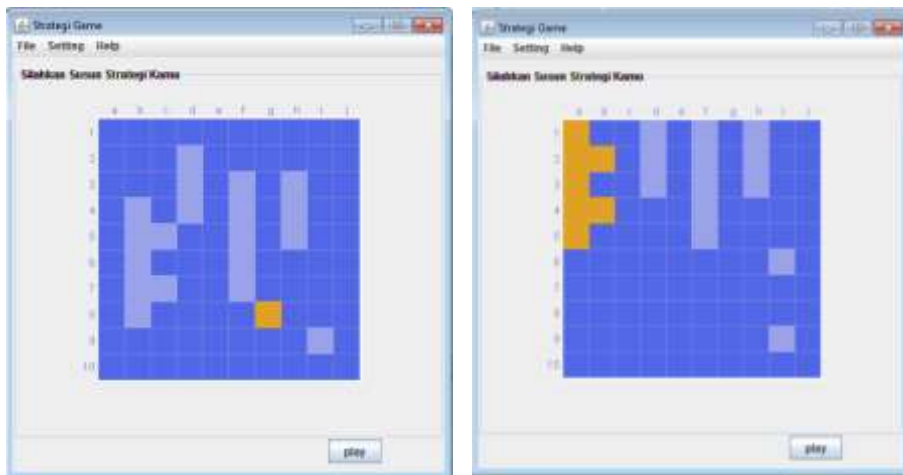 Strategi Game
File Setting Help
Silahkan Susun Strategi Kamu
a b c d e f g h i j
1
2
3
4
5
6
7
8
9
10
play
Strategi Game
File Setting Help
Silahkan Susun Strategi Kamu
a b c d e f g h i j
1
2
3
4
5
6
7
8
9
10
play